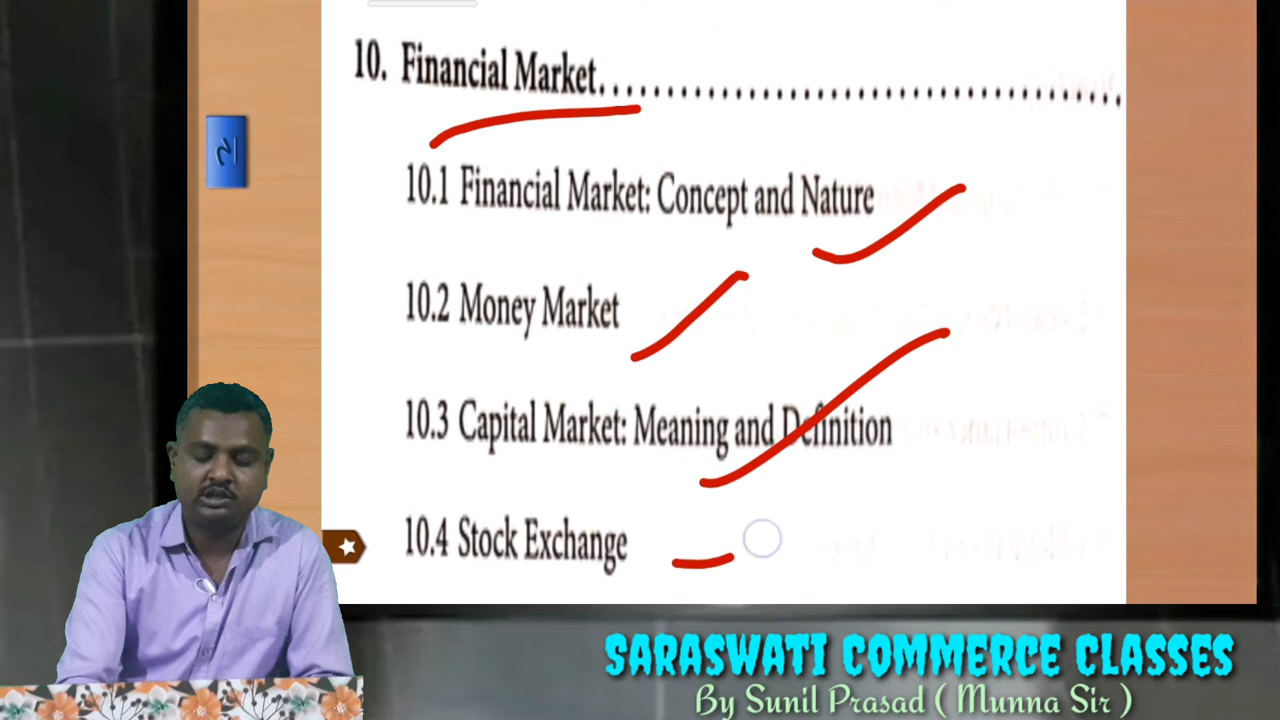 10. Financial Market........................................
10.1 Financial Market: Concept and Nature
10.2 Money Market
10.3 Capital Market: Meaning and Definition
10.4 Stock Exchange
SARASWATI COMMERCE CLASSES
By Sunil Prasad ( Munna Sir )